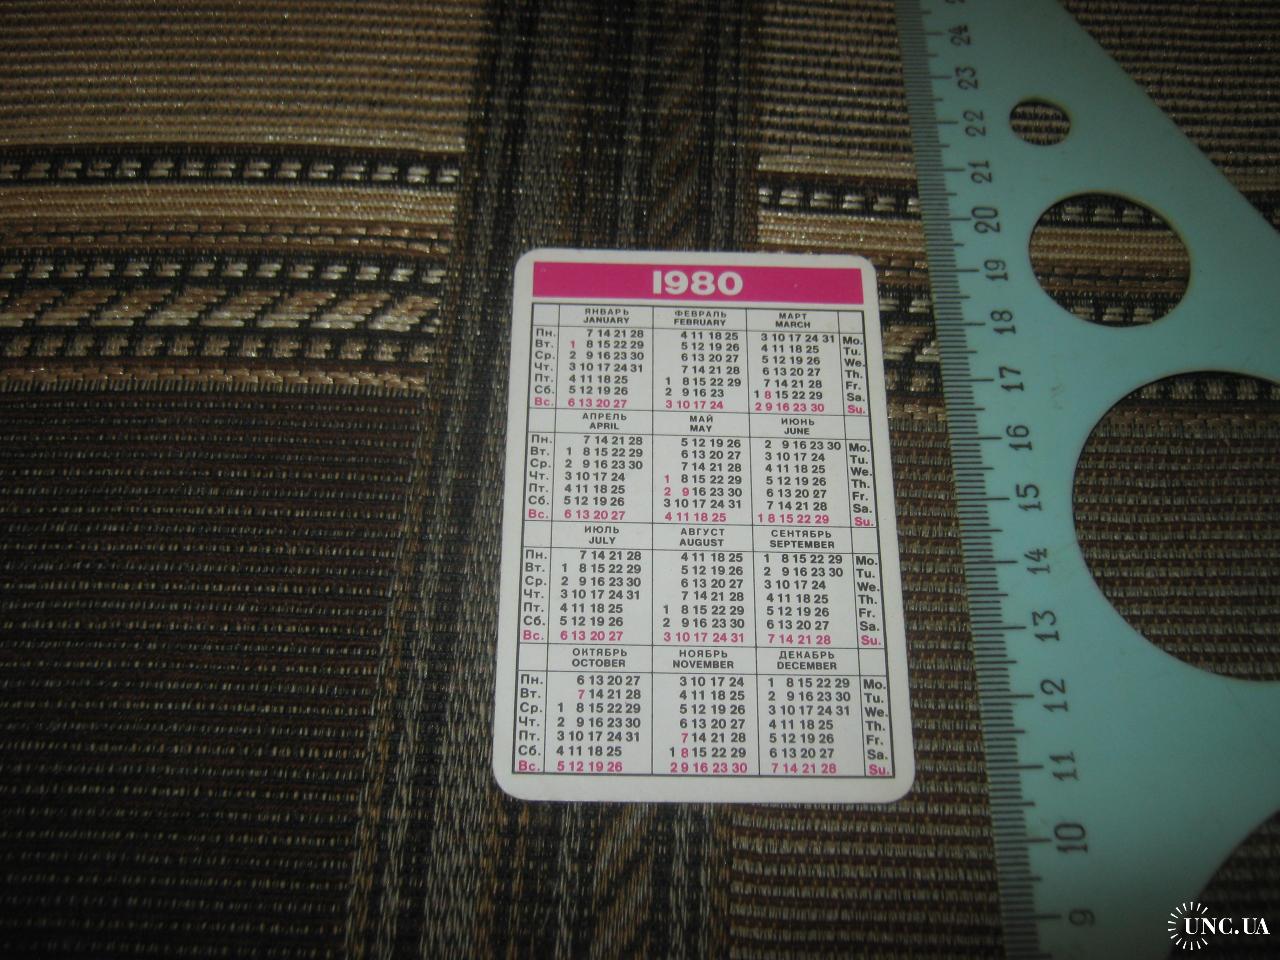 1980
ЯНВАРЬ ФЕВРАЛЬ МАРТ
JANUARY FEBRUARY MARCH
Пн. 7 14 21 28 4 11 18 25 3 10 17 24 31 Mo.
Вт. 1 8 15 22 29 5 12 19 26 4 11 18 25 Tu.
Ср. 2 9 16 23 30 6 13 20 27 5 12 19 26 We.
Чт. 3 10 17 24 31 7 14 21 28 6 13 20 27 Th.
Пт. 4 11 18 25 1 8 15 22 29 7 14 21 28 Fr.
Сб. 5 12 19 26 2 9 16 23 1 8 15 22 29 Sa.
Вс. 6 13 20 27 3 10 17 24 2 9 16 23 30 Su.
АПРЕЛЬ МАЙ ИЮНЬ
APRIL MAY JUNE
Пн. 7 14 21 28 5 12 19 26 2 9 16 23 30 Mo.
Вт. 1 8 15 22 29 6 13 20 27 3 10 17 24 Tu.
Ср. 2 9 16 23 30 7 14 21 28 4 11 18 25 We.
Чт. 3 10 17 24 1 8 15 22 29 5 12 19 26 Th.
Пт. 4 11 18 25 2 9 16 23 30 6 13 20 27 Fr.
Сб. 5 12 19 26 3 10 17 24 31 7 14 21 28 Sa.
Вс. 6 13 20 27 4 11 18 25 1 8 15 22 29 Su.
ИЮЛЬ АВГУСТ СЕНТЯБРЬ
JULY AUGUST SEPTEMBER
Пн. 7 14 21 28 4 11 18 25 1 8 15 22 29 Mo.
Вт. 1 8 15 22 29 5 12 19 26 2 9 16 23 30 Tu.
Ср. 2 9 16 23 30 6 13 20 27 3 10 17 24 We.
Чт. 3 10 17 24 31 7 14 21 28 4 11 18 25 Th.
Пт. 4 11 18 25 1 8 15 22 29 5 12 19 26 Fr.
Сб. 5 12 19 26 2 9 16 23 30 6 13 20 27 Sa.
Вс. 6 13 20 27 3 10 17 24 31 7 14 21 28 Su.
ОКТЯБРЬ НОЯБРЬ ДЕКАБРЬ
OCTOBER NOVEMBER DECEMBER
Пн. 6 13 20 27 3 10 17 24 1 8 15 22 29 Mo.
Вт. 7 14 21 28 4 11 18 25 2 9 16 23 30 Tu.
Ср. 1 8 15 22 29 5 12 19 26 3 10 17 24 31 We.
Чт. 2 9 16 23 30 6 13 20 27 4 11 18 25 Th.
Пт. 3 10 17 24 31 7 14 21 28 5 12 19 26 Fr.
Сб. 4 11 18 25 1 8 15 22 29 6 13 20 27 Sa.
Вс. 5 12 19 26 2 9 16 23 30 7 14 21 28 Su.
24
23
22
21
20
19
18
17
16
15
14
13
12
11
10
9
UNC.UA